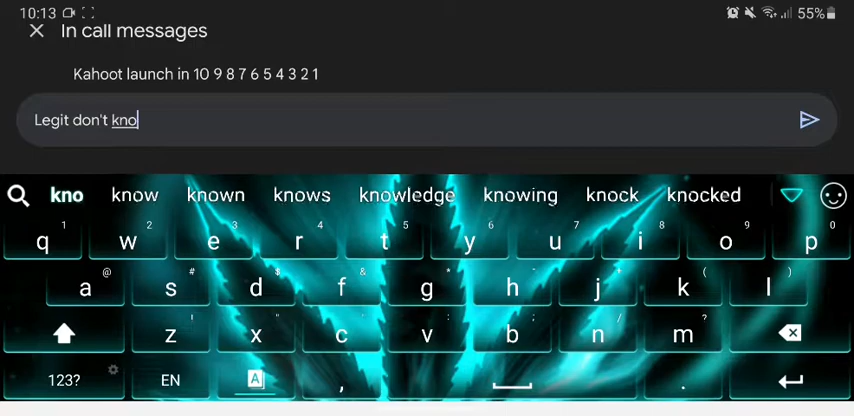 10:13 55%
In call messages
Kahoot launch in 10 9 8 7 6 5 4 3 2 1
Legit don't kno
kno know known knows knowledge knowing knock knocked
1 2 3 4 5 6 7 8 9 0
q w e r t y u i o p
@ # $ & * - + ( )
a s d f g h j k l
! " ' : ; / ?
z x c v b n m
123? EN A , .